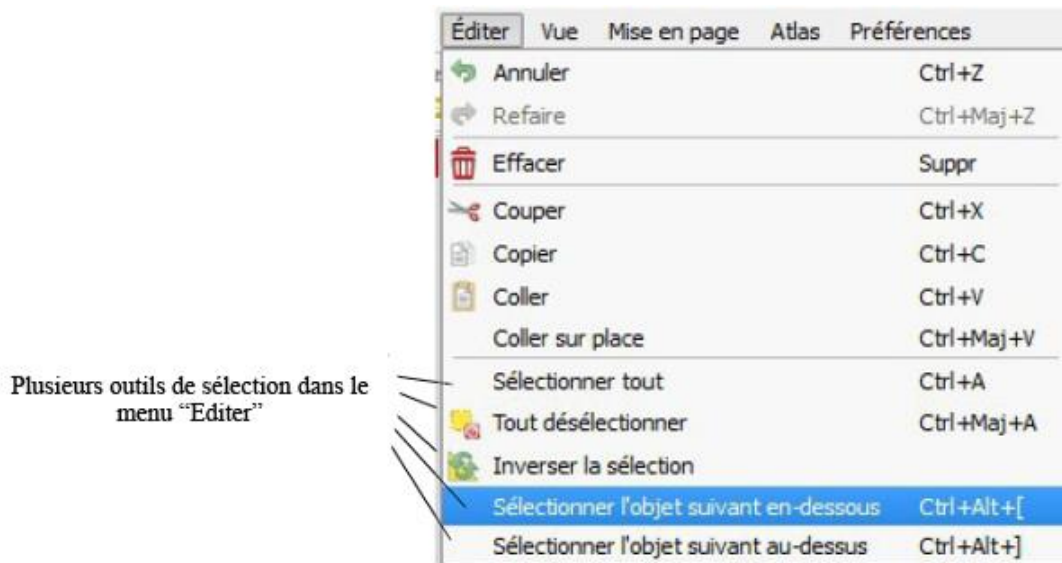 Éditer Vue Mise en page Atlas Préférences
Annuler Ctrl+Z
Refaire Ctrl+Maj+Z
Effacer Suppr
Couper Ctrl+X
Copier Ctrl+C
Coller Ctrl+V
Coller sur place Ctrl+Maj+V
Sélectionner tout Ctrl+A
Tout désélectionner Ctrl+Maj+A
Inverser la sélection
Sélectionner l'objet suivant en-dessous Ctrl+Alt+[
Sélectionner l'objet suivant au-dessus Ctrl+Alt+]
Plusieurs outils de sélection dans le
menu “Editer”